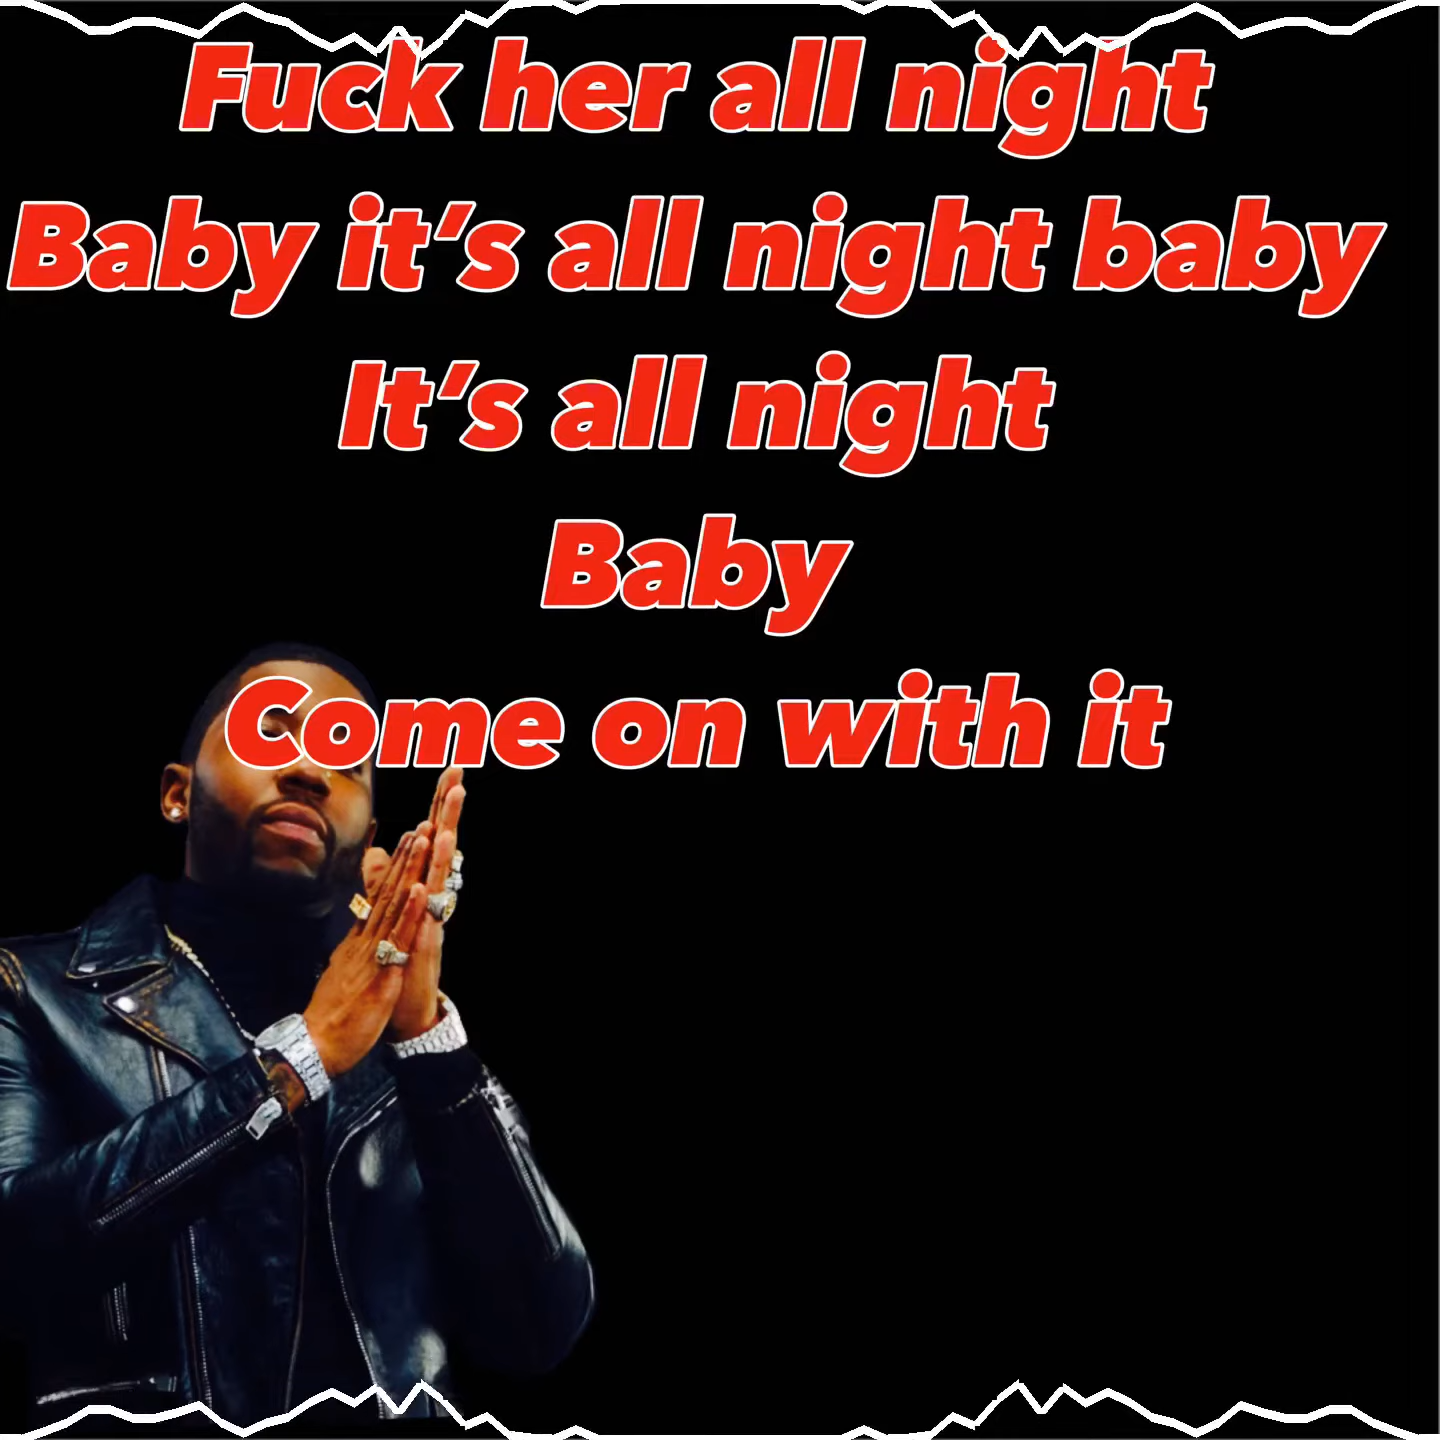 Fuck her all night
Baby it’s all night baby
It’s all night
Baby
Come on with it